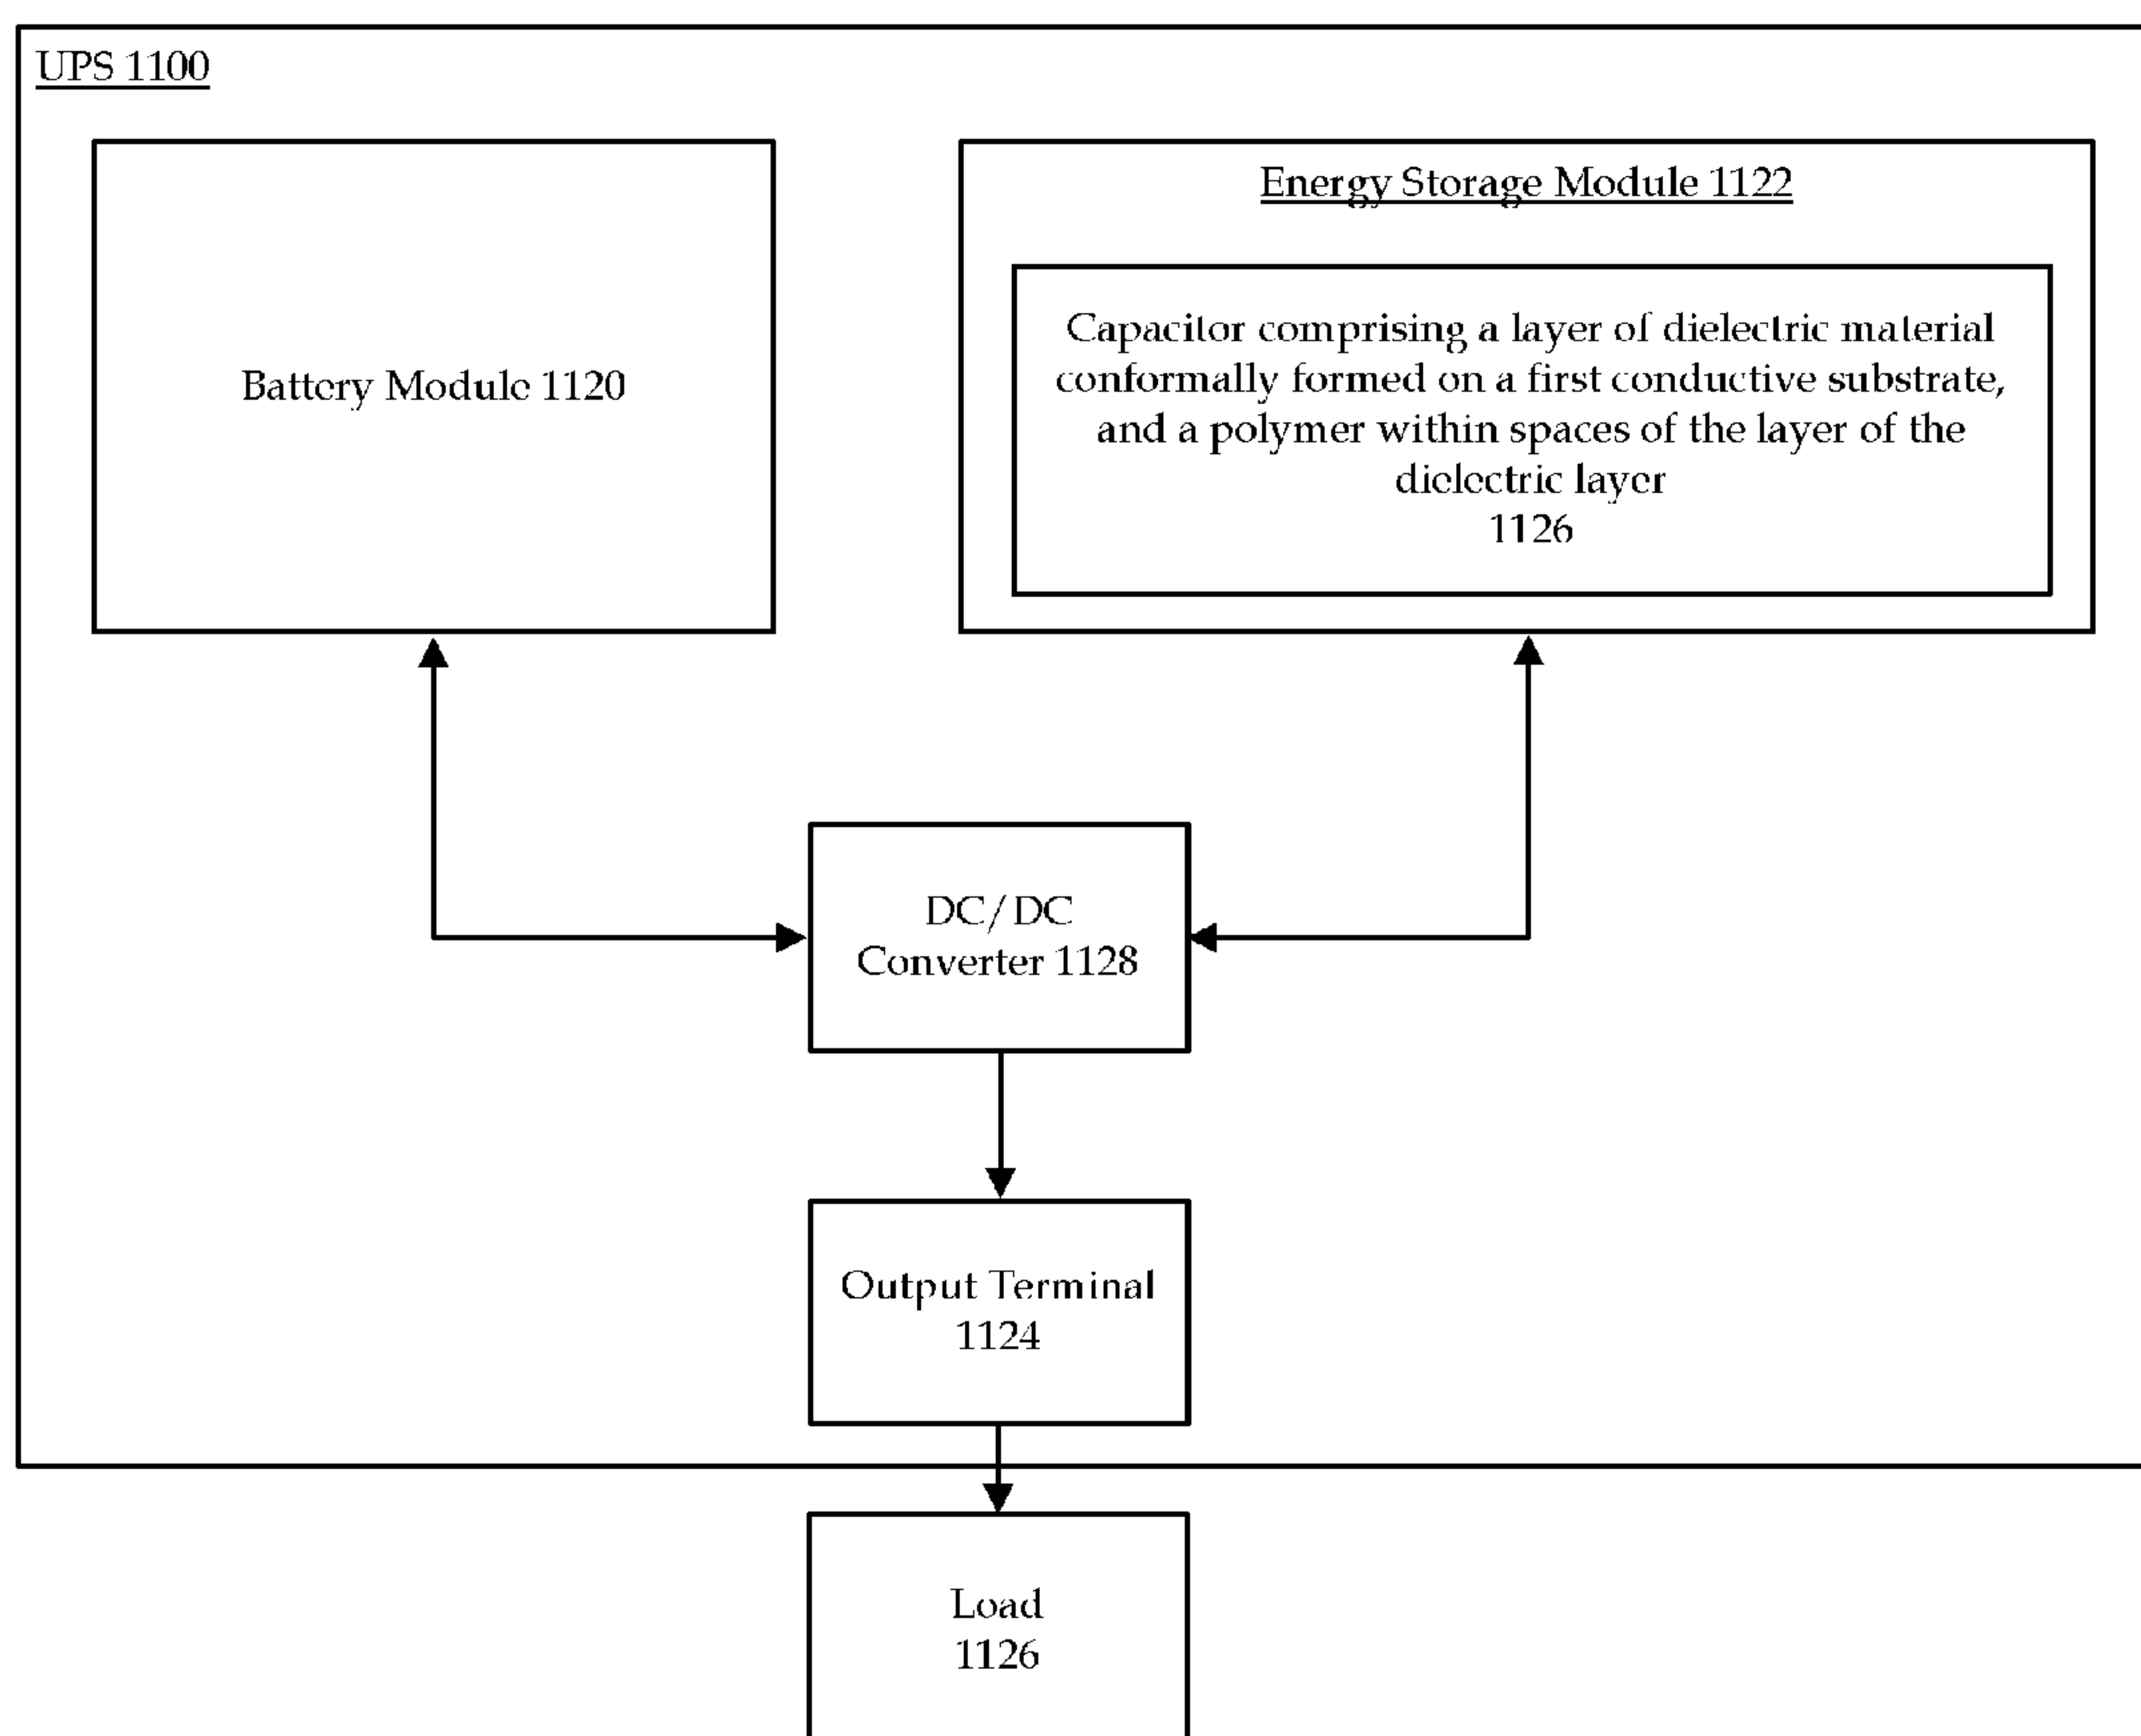 UPS 1100
Battery Module 1120
Energy Storage Module 1122
Capacitor comprising a layer of dielectric material
conformally formed on a first conductive substrate,
and a polymer within spaces of the layer of the
dielectric layer
1126
DC/DC
Converter 1128
Output Terminal
1124
Load
1126